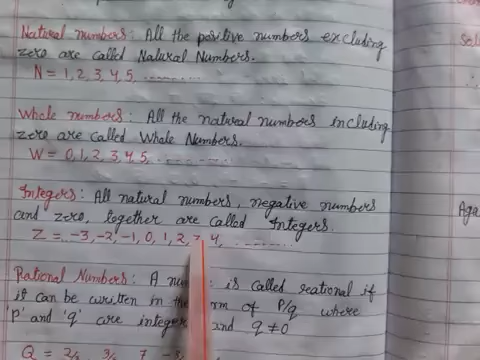 Natural numbers: All the positive numbers excluding
zero are called Natural Numbers.
N = 1, 2, 3, 4, 5, ............
Whole numbers: All the natural numbers including
zero are called Whole Numbers.
W = 0, 1, 2, 3, 4, 5, ............
Integers: All natural numbers, negative numbers
and zero, together are called Integers.
Z = ... -3, -2, -1, 0, 1, 2, 4, ............
Rational Numbers: A is called rational if
it can be written in the of P/q where
'p' and 'q' are and q ≠ 0
Q = 7
Sol
Aga